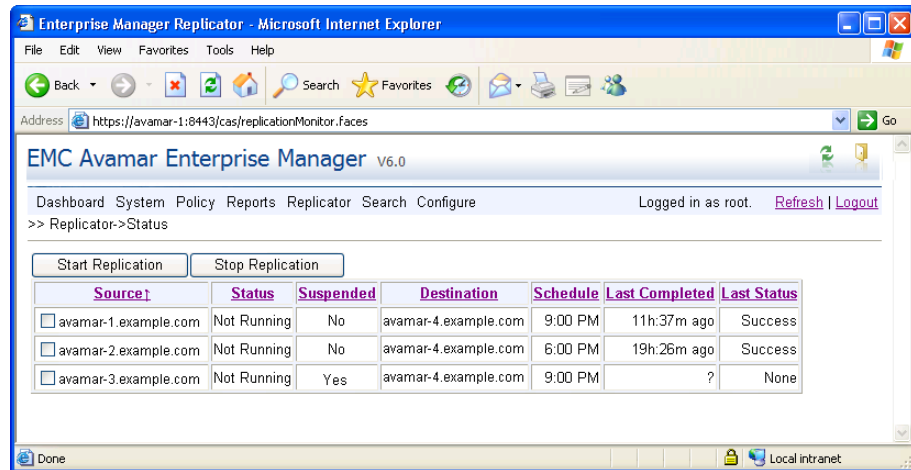 Enterprise Manager Replicator - Microsoft Internet Explorer
File Edit View Favorites Tools Help
Back Search Favorites
Address https://avamar-1:8443/cas/replicationMonitor.faces Go
EMC Avamar Enterprise Manager v6.0
Dashboard System Policy Reports Replicator Search Configure Logged in as root. Refresh | Logout
>> Replicator->Status
Start Replication Stop Replication
Source↑ Status Suspended Destination Schedule Last Completed Last Status
avamar-1.example.com Not Running No avamar-4.example.com 9:00 PM 11h:37m ago Success
avamar-2.example.com Not Running No avamar-4.example.com 6:00 PM 19h:26m ago Success
avamar-3.example.com Not Running Yes avamar-4.example.com 9:00 PM ? None
Done Local intranet